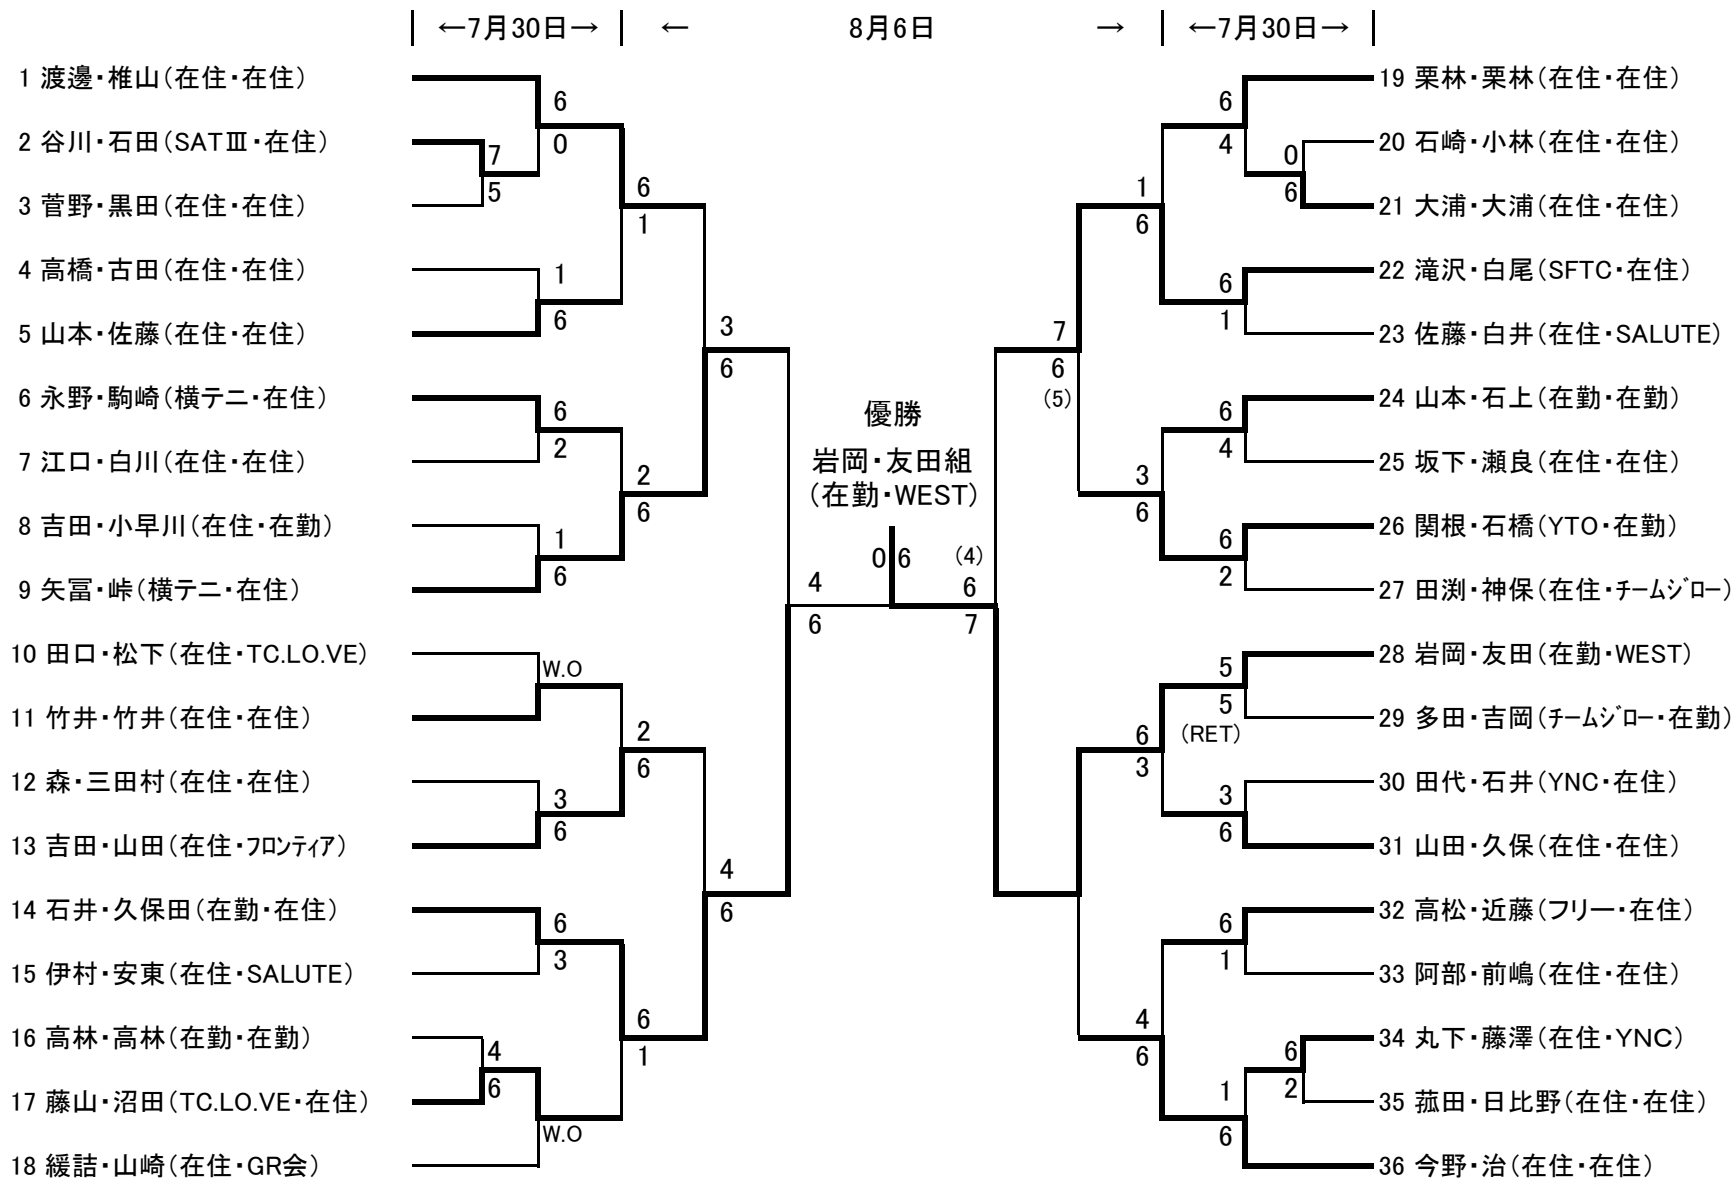 ←7月30日→ ← 8月6日 → ←7月30日→
1 渡邊・椎山(在住・在住)
6
2 谷川・石田(SATⅢ・在住)
0
7
5
3 菅野・黒田(在住・在住)
6
1
4 高橋・古田(在住・在住)
1
6
5 山本・佐藤(在住・在住)
3
6
6 永野・駒崎(横テニ・在住)
6
2
7 江口・白川(在住・在住)
2
6
8 吉田・小早川(在住・在勤)
1
6
9 矢冨・峠(横テニ・在住)
4
6
10 田口・松下(在住・TC.LO.VE)
W.O
11 竹井・竹井(在住・在住)
2
6
12 森・三田村(在住・在住)
3
6
13 吉田・山田(在住・フロンティア)
4
6
14 石井・久保田(在勤・在住)
6
3
15 伊村・安東(在住・SALUTE)
6
1
16 高林・高林(在勤・在勤)
4
6
17 藤山・沼田(TC.LO.VE・在住)
W.O
18 緩詰・山崎(在住・GR会)
優勝
岩岡・友田組
(在勤・WEST)
0 6 (4)
6
7
19 栗林・栗林(在住・在住)
6
4
20 石崎・小林(在住・在住)
0
6
21 大浦・大浦(在住・在住)
1
6
22 滝沢・白尾(SFTC・在住)
6
1
23 佐藤・白井(在住・SALUTE)
7
6
(5)
24 山本・石上(在勤・在勤)
6
4
25 坂下・瀬良(在住・在住)
3
6
26 関根・石橋(YTO・在勤)
6
2
27 田渕・神保(在住・チームジロー)
28 岩岡・友田(在勤・WEST)
5
5
(RET)
29 多田・吉岡(チームジロー・在勤)
6
3
30 田代・石井(YNC・在住)
3
6
31 山田・久保(在住・在住)
32 高松・近藤(フリー・在住)
6
1
33 阿部・前嶋(在住・在住)
4
6
34 丸下・藤澤(在住・YNC)
6
2
35 菰田・日比野(在住・在住)
1
6
36 今野・治(在住・在住)